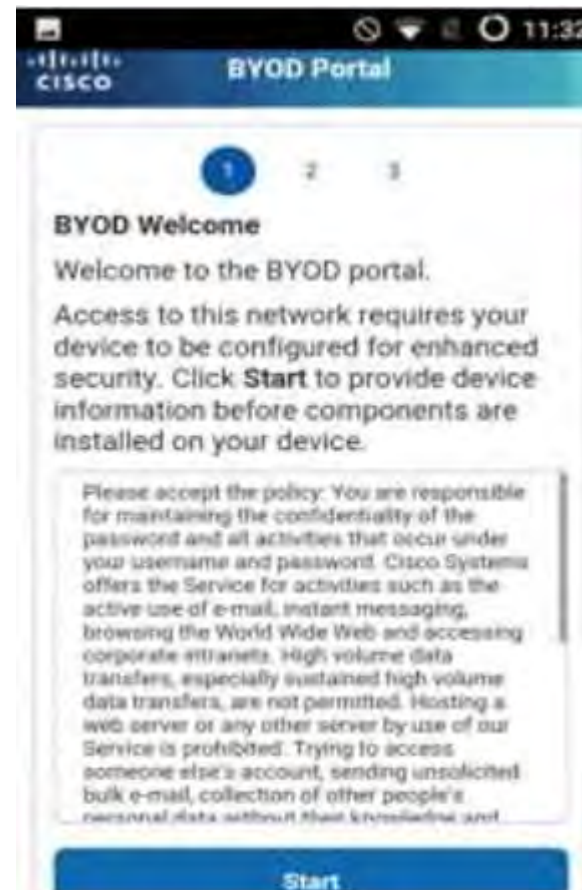 11:32
CISCO
BYOD Portal
1 2 3
BYOD Welcome
Welcome to the BYOD portal.
Access to this network requires your
device to be configured for enhanced
security. Click Start to provide device
information before components are
installed on your device.
Please accept the policy: You are responsible
for maintaining the confidentiality of the
password and all activities that occur under
your username and password. Cisco Systems
offers the Service for activities such as the
active use of e-mail, instant messaging,
browsing the World Wide Web and accessing
corporate intranets. High volume data
transfers, especially sustained high volume
data transfers, are not permitted. Hosting a
web server or any other server by use of our
Service is prohibited. Trying to access
someone else's account, sending unsolicited
bulk e-mail, collection of other people's
personal data without their knowledge and
Start